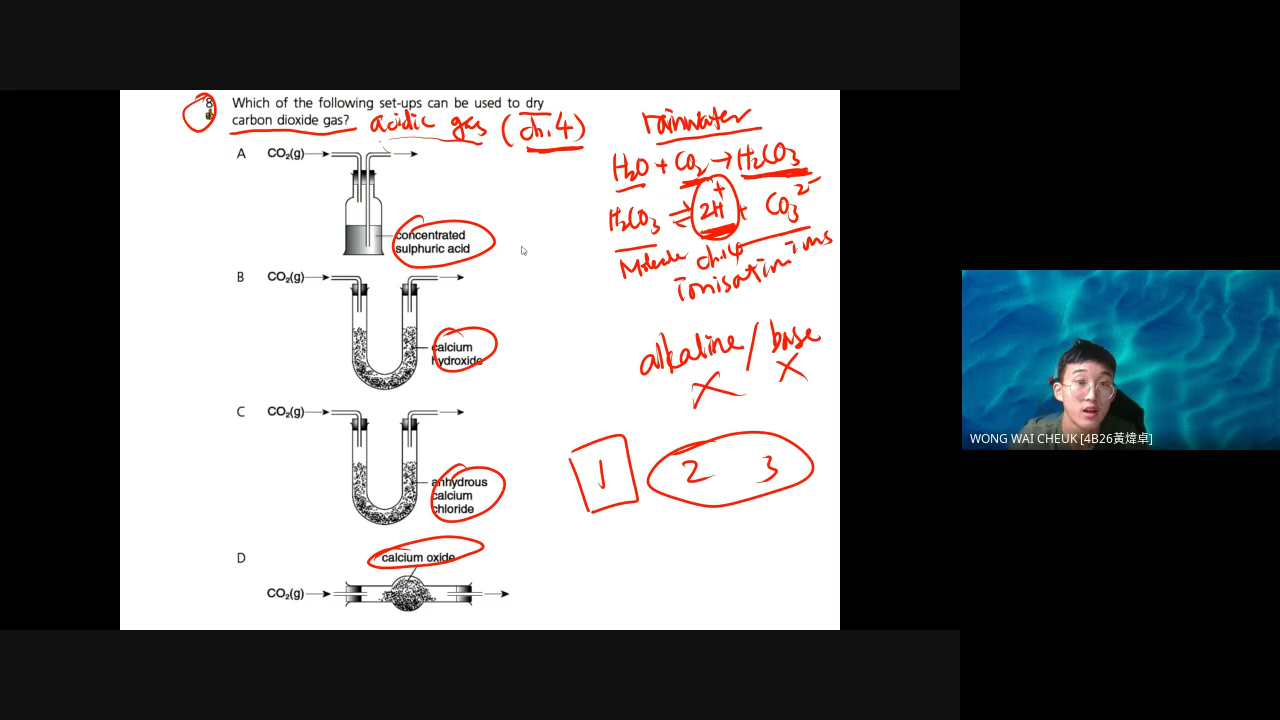 8
Which of the following set-ups can be used to dry
carbon dioxide gas?
acidic gas (ch.4)
A
CO₂(g)
concentrated
sulphuric acid
B
CO₂(g)
calcium
hydroxide
C
CO₂(g)
anhydrous
calcium
chloride
D
calcium oxide
CO₂(g)
rainwater
H₂O + CO₂ → H₂CO₃
H₂CO₃ ⇌ 2H⁺ + CO₃²⁻
Molecule ch.4 ions
ionisation
alkaline / base
X X
1 2 3
WONG WAI CHEUK [4B26黃煒卓]